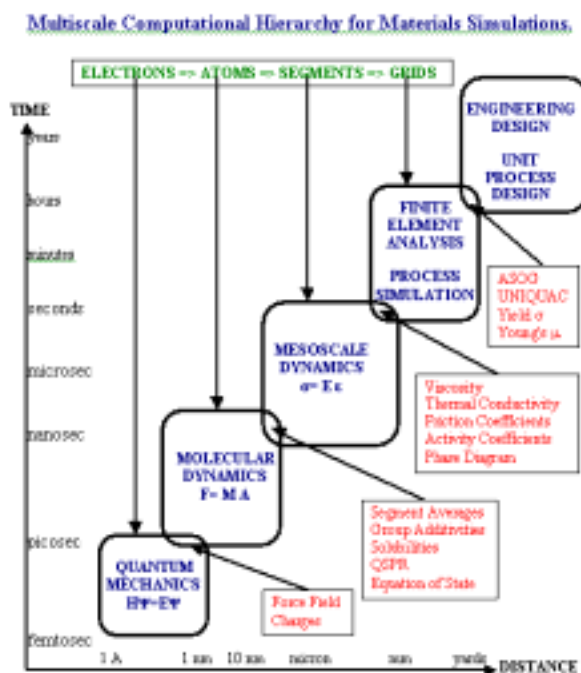 Multiscale Computational Hierarchy for Materials Simulations.
ELECTRONS => ATOMS => SEGMENTS => GRIDS
TIME
years
hours
minutes
seconds
microsec
nanosec
picosec
femtosec
ENGINEERING
DESIGN
UNIT
PROCESS
DESIGN
FINITE
ELEMENT
ANALYSIS
PROCESS
SIMULATION
ASOG
UNIQUAC
Yield σ
Young's μ
MESOSCALE
DYNAMICS
σ= E ε
Viscosity
Thermal Conductivity
Friction Coefficients
Activity Coefficients
Phase Diagram
MOLECULAR
DYNAMICS
F= M A
Segment Averages
Group Additivities
Solubilities
QSPR
Equation of State
QUANTUM
MECHANICS
HΨ=EΨ
Force Field
Charges
1 A
1 nm
10 nm
micron
mm
yards
DISTANCE